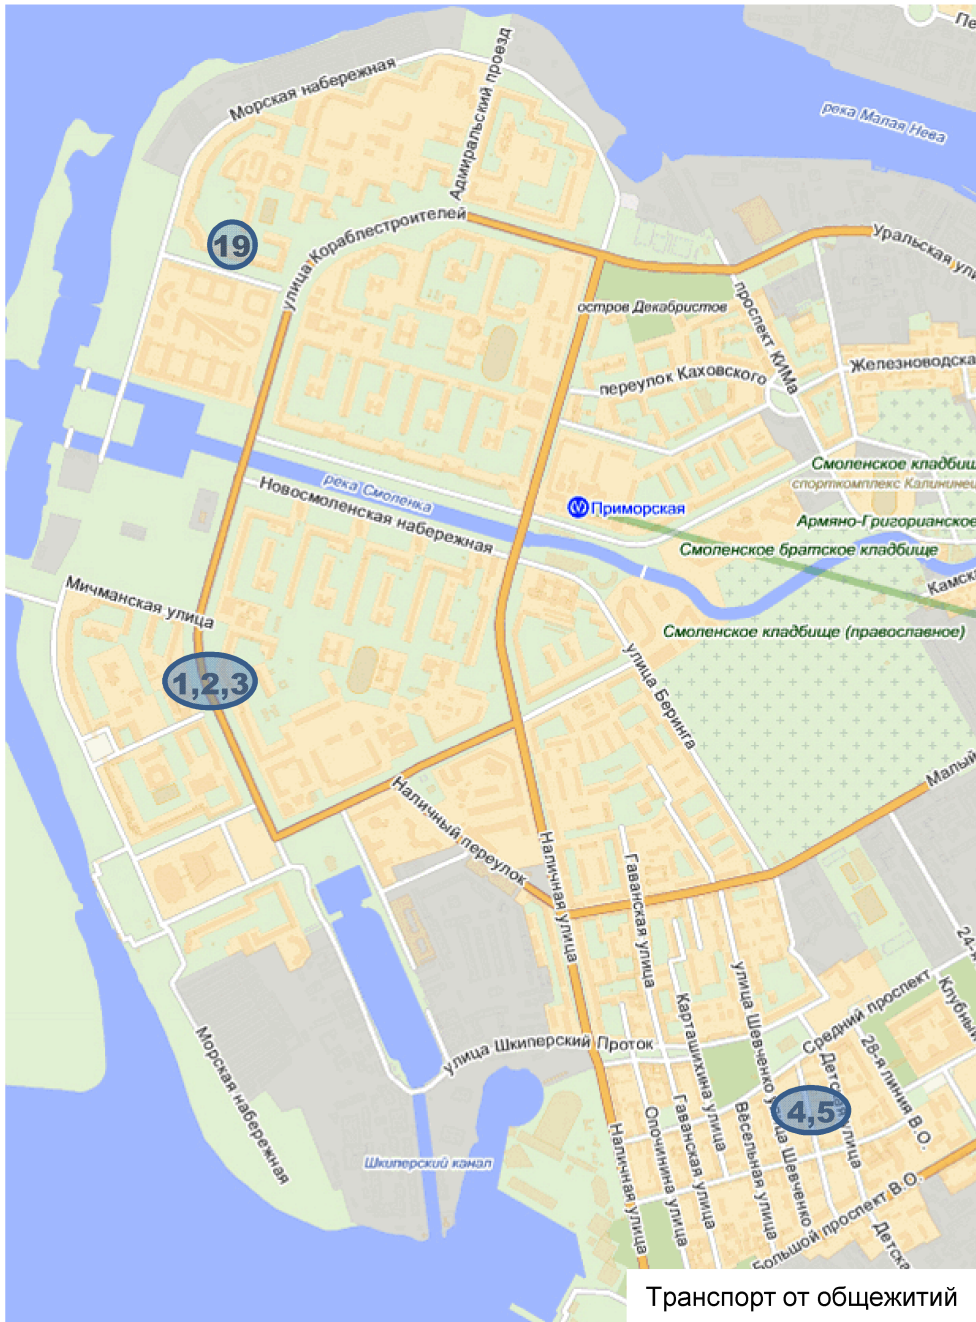 Пе
Морская набережная
Адмиральский проезд
река Малая Нева
19
улица Кораблестроителей
Уральская ули
остров Декабристов
проспект КИМа
Железноводска
переулок Каховского
Смоленское кладбищ
спорткомплекс Калининец
река Смоленка
Новосмоленская набережная
Приморская
Армяно-Григорианское
Смоленское братское кладбище
Камска
Мичманская улица
Смоленское кладбище (православное)
1,2,3
улица Беринга
Малый
Наличный переулок
Наличная улица
Гаванская улица
24-я
Средний проспект
Клубный
улица Шевченко
Карташихина улица
28-я линия В.О.
Морская набережная
улица Шкиперский Проток
Детская улица
4,5
Шкиперский канал
Наличная улица
Опочинина улица
Гаванская улица
Весельная улица
улица Шевченко
Большой проспект В.О.
Детска
Транспорт от общежитий